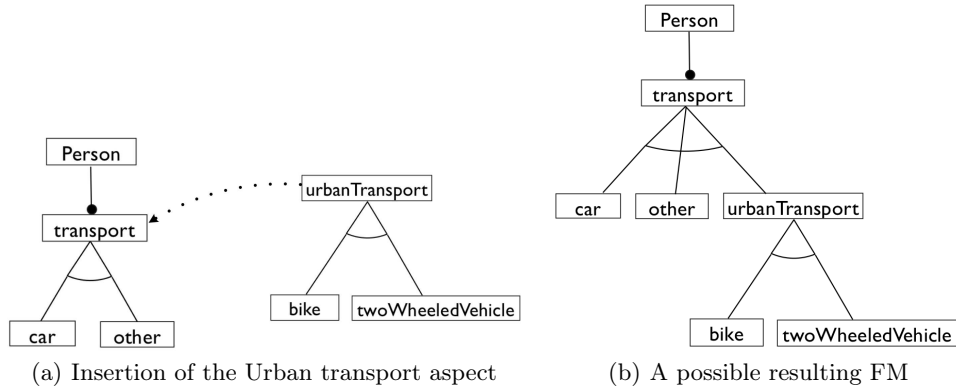 Person
transport
car
other
urbanTransport
bike
twoWheeledVehicle
(a) Insertion of the Urban transport aspect
Person
transport
car
other
urbanTransport
bike
twoWheeledVehicle
(b) A possible resulting FM